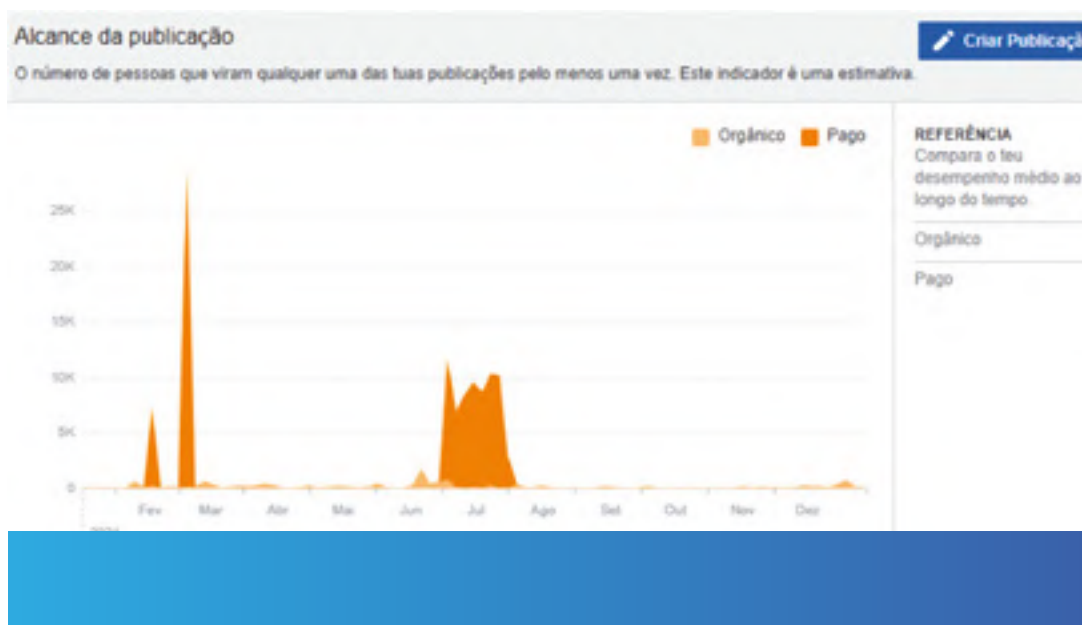 Alcance da publicação
Criar Publicaçã
O número de pessoas que viram qualquer uma das tuas publicações pelo menos uma vez. Este indicador é uma estimativa.
Orgânico
Pago
REFERÊNCIA
Compara o teu
desempenho médio ao
longo do tempo.
Orgânico
Pago
25K
20K
15K
10K
5K
0
Fev Mar Abr Mai Jun Jul Ago Set Out Nov Dez